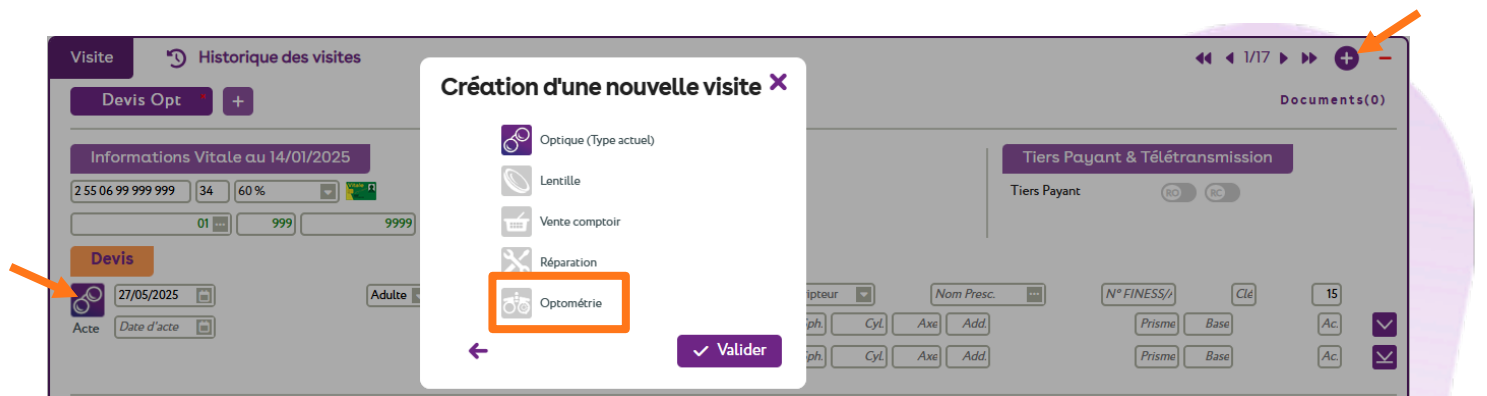 Visite Historique des visites 1/17
Devis Opt * + Documents(0)
Création d'une nouvelle visite
Optique (Type actuel)
Lentille
Vente comptoir
Réparation
Optométrie
Valider
Informations Vitale au 14/01/2025
2 55 06 99 999 999 34 60 %
01 999 9999
Tiers Payant & Télétransmission
Tiers Payant RO RC
Devis
27/05/2025 Adulte Nom Presc. N° FINESS/ Clé 15
Acte Date d'acte Cyl. Axe Add. Prisme Base Ac.
Cyl. Axe Add. Prisme Base Ac.